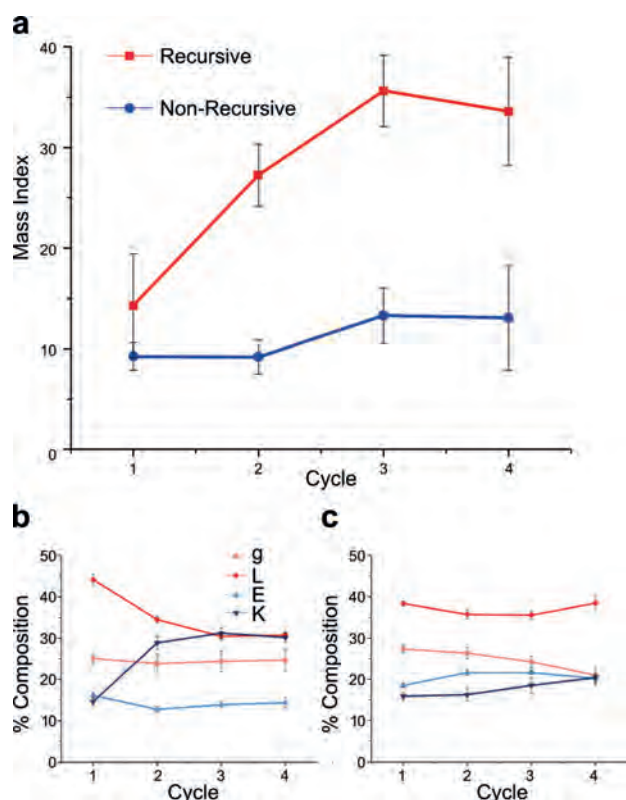 a
40
30
20
10
0
Mass Index
Recursive
Non-Recursive
1 2 3 4
Cycle
b
50
40
30
20
10
0
% Composition
g
L
E
K
1 2 3 4
Cycle
c
50
40
30
20
10
0
% Composition
1 2 3 4
Cycle